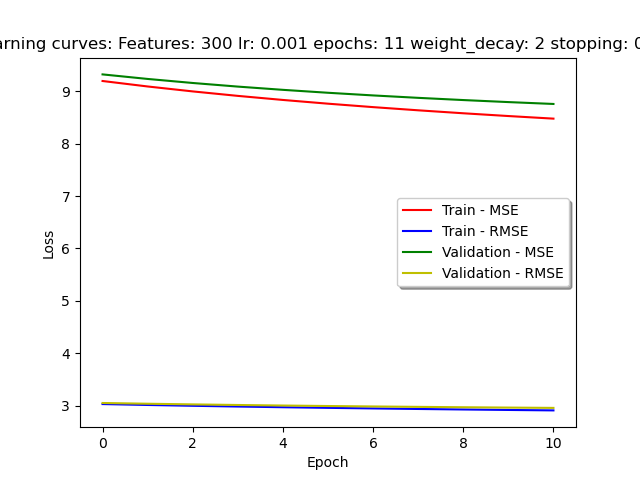 arning curves: Features: 300 lr: 0.001 epochs: 11 weight_decay: 2 stopping: 0
9
8
7
6
5
4
3
Loss
Train - MSE
Train - RMSE
Validation - MSE
Validation - RMSE
0 2 4 6 8 10
Epoch